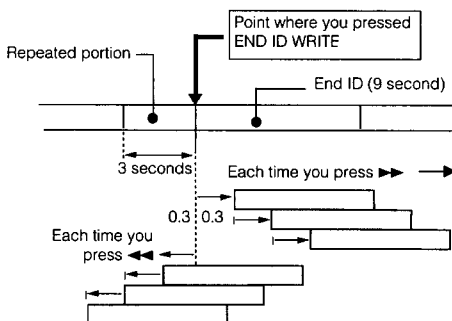 Point where you pressed
END ID WRITE
Repeated portion
End ID (9 second)
3 seconds
Each time you press ▶▶
0.3 0.3
Each time you
press ◀◀